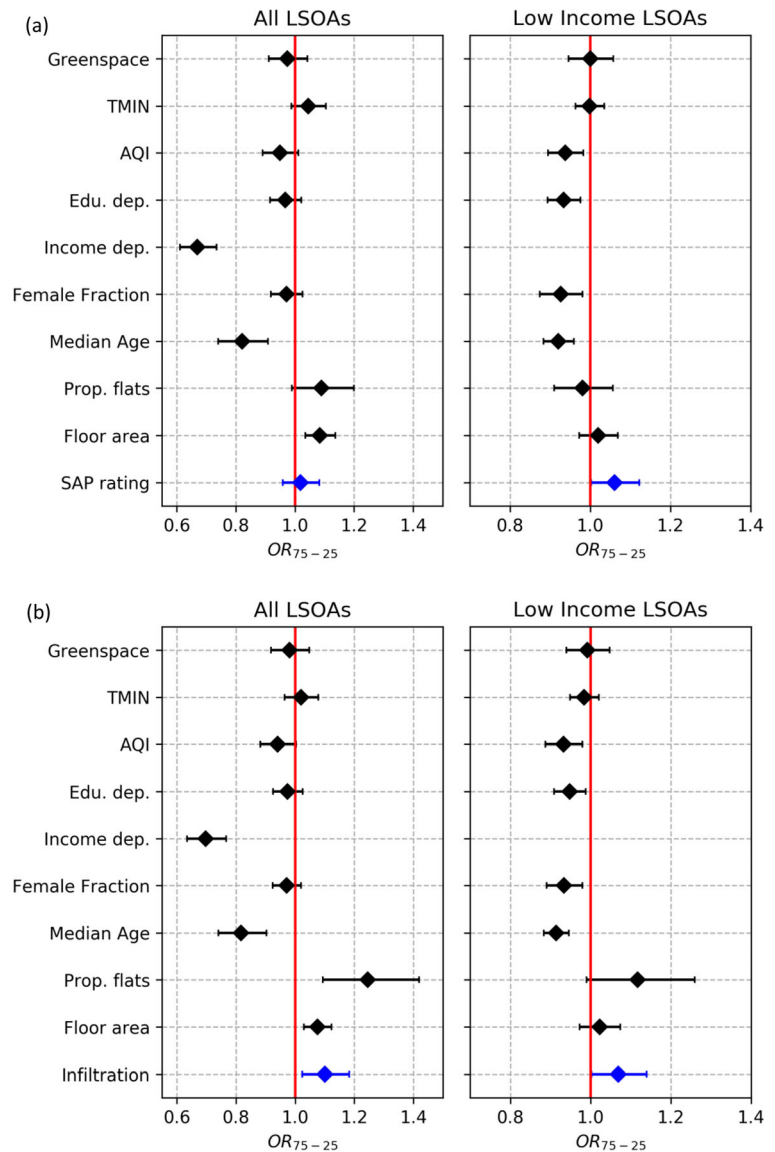 (a)
All LSOAs
Low Income LSOAs
Greenspace
TMIN
AQI
Edu. dep.
Income dep.
Female Fraction
Median Age
Prop. flats
Floor area
SAP rating
0.6 0.8 1.0 1.2 1.4
0.8 1.0 1.2 1.4
OR75−25
OR75−25
(b)
All LSOAs
Low Income LSOAs
Greenspace
TMIN
AQI
Edu. dep.
Income dep.
Female Fraction
Median Age
Prop. flats
Floor area
Infiltration
0.6 0.8 1.0 1.2 1.4
0.8 1.0 1.2 1.4
OR75−25
OR75−25